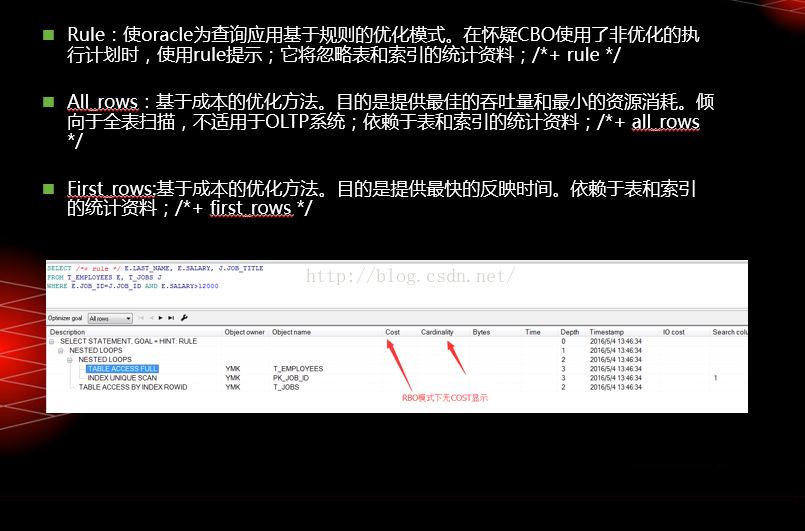 Rule：使oracle为查询应用基于规则的优化模式。在怀疑CBO使用了非优化的执
行计划时，使用rule提示；它将忽略表和索引的统计资料；/*+ rule */
All_rows：基于成本的优化方法。目的是提供最佳的吞吐量和最小的资源消耗。倾
向于全表扫描，不适用于OLTP系统；依赖于表和索引的统计资料；/*+ all_rows
*/
First_rows:基于成本的优化方法。目的是提供最快的反映时间。依赖于表和索引
的统计资料；/*+ first_rows */
SELECT /*+ rule */ E.LAST_NAME, E.SALARY, J.JOB_TITLE
FROM T_EMPLOYEES E, T_JOBS J
WHERE E.JOB_ID=J.JOB_ID AND E.SALARY>12000
http://blog.csdn.net/
Optimizer goal All rows
Description Object owner Object name Cost Cardinality Bytes Time Depth Timestamp IO cost Search colu
SELECT STATEMENT, GOAL = HINT: RULE 0 2016/5/4 13:46:34
NESTED LOOPS 1 2016/5/4 13:46:34
NESTED LOOPS 2 2016/5/4 13:46:34
TABLE ACCESS FULL YMK T_EMPLOYEES 3 2016/5/4 13:46:34
INDEX UNIQUE SCAN YMK PK_JOB_ID 3 2016/5/4 13:46:34 1
TABLE ACCESS BY INDEX ROWID YMK T_JOBS 2 2016/5/4 13:46:34
RBO模式下无COST显示